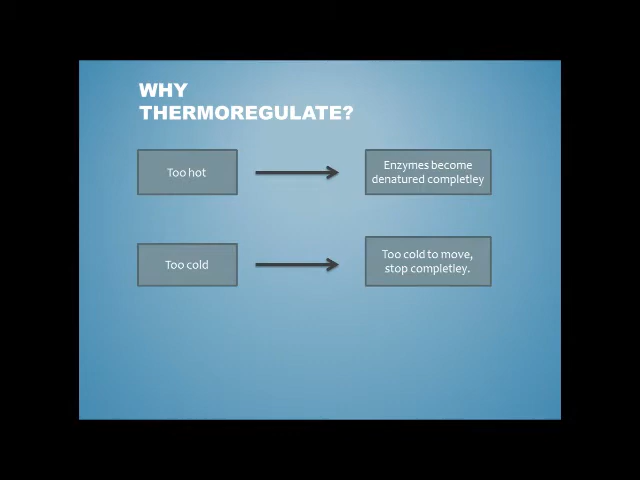 WHY
THERMOREGULATE?
Too hot
Enzymes become
denatured completley
Too cold
Too cold to move,
stop completley.